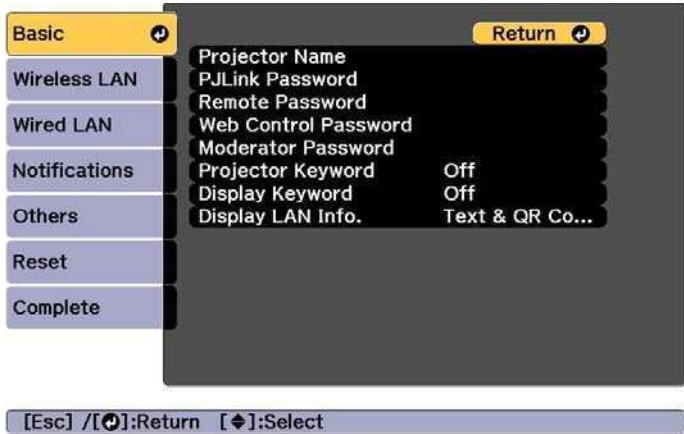 Basic
Wireless LAN
Wired LAN
Notifications
Others
Reset
Complete
Return
Projector Name
PJLink Password
Remote Password
Web Control Password
Moderator Password
Projector Keyword Off
Display Keyword Off
Display LAN Info. Text & QR Co...
[Esc] /[⏎]:Return [◆]:Select